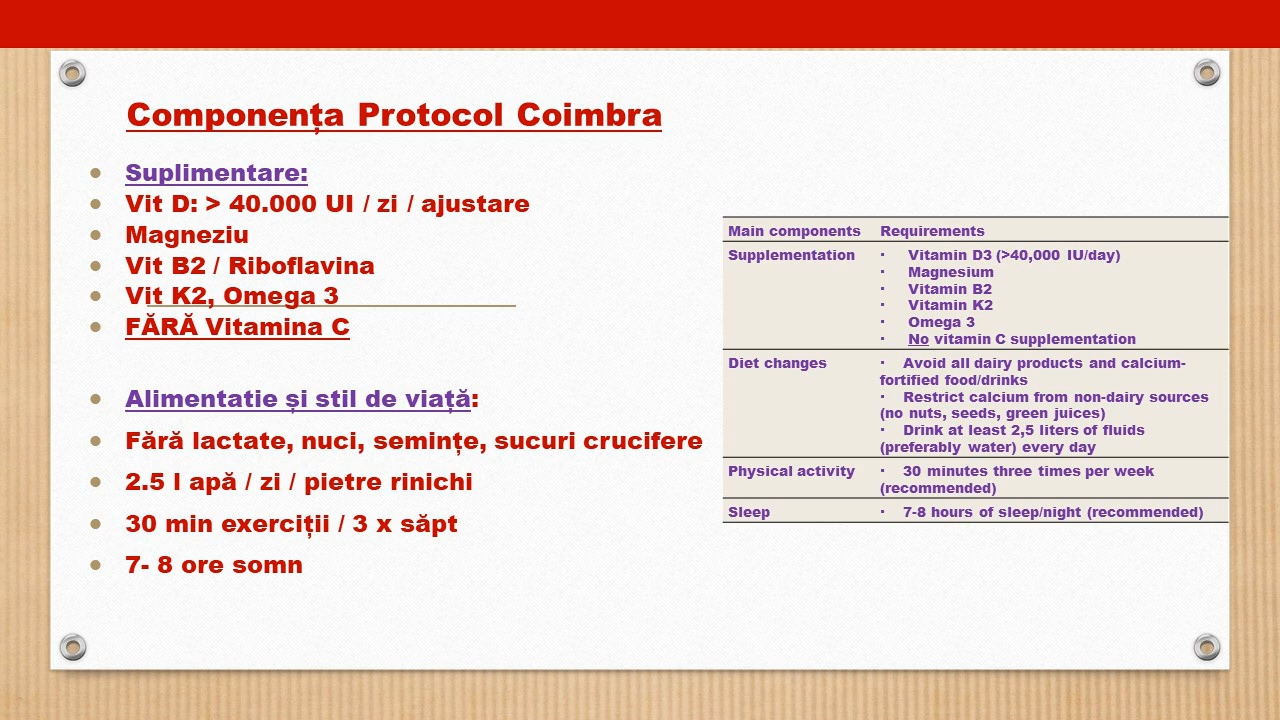 Componența Protocol Coimbra
Suplimentare:
Vit D: > 40.000 UI / zi / ajustare
Magneziu
Vit B2 / Riboflavina
Vit K2, Omega 3
FĂRĂ Vitamina C
Alimentatie și stil de viață:
Fără lactate, nuci, semințe, sucuri crucifere
2.5 l apă / zi / pietre rinichi
30 min exerciții / 3 x săpt
7- 8 ore somn
Main components Requirements
Supplementation · Vitamin D3 (>40,000 IU/day)
· Magnesium
· Vitamin B2
· Vitamin K2
· Omega 3
· No vitamin C supplementation
Diet changes · Avoid all dairy products and calcium-
fortified food/drinks
· Restrict calcium from non-dairy sources
(no nuts, seeds, green juices)
· Drink at least 2,5 liters of fluids
(preferably water) every day
Physical activity · 30 minutes three times per week
(recommended)
Sleep · 7-8 hours of sleep/night (recommended)